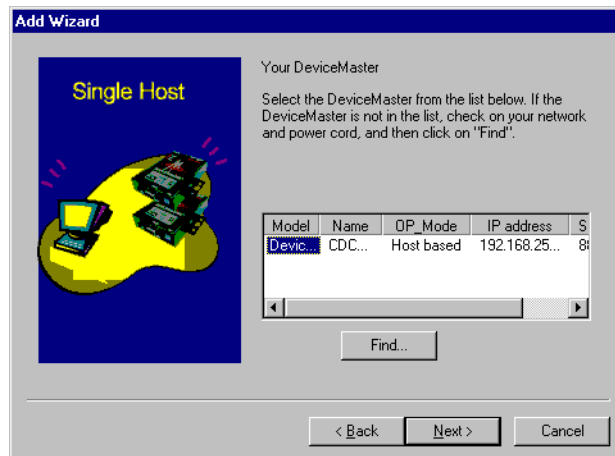 Add Wizard
Single Host
Your DeviceMaster
Select the DeviceMaster from the list below. If the
DeviceMaster is not in the list, check on your network
and power cord, and then click on "Find".
Model Name OP_Mode IP address S
Devic... CDC... Host based 192.168.25... 88
Find...
< Back Next > Cancel